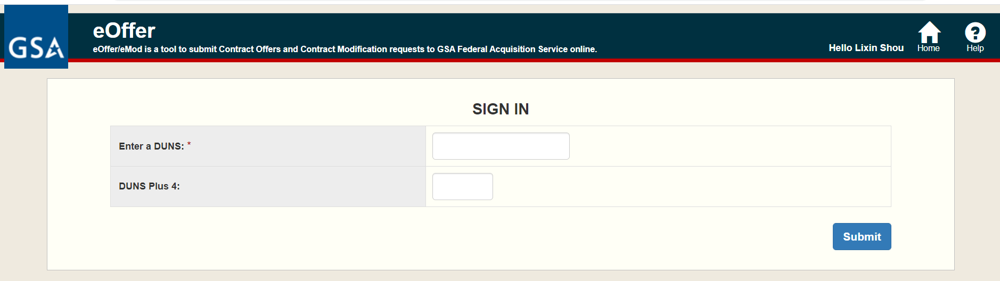 GSA
eOffer
eOffer/eMod is a tool to submit Contract Offers and Contract Modification requests to GSA Federal Acquisition Service online.
Hello Lixin Shou
Home
Help
SIGN IN
Enter a DUNS: *
DUNS Plus 4:
Submit